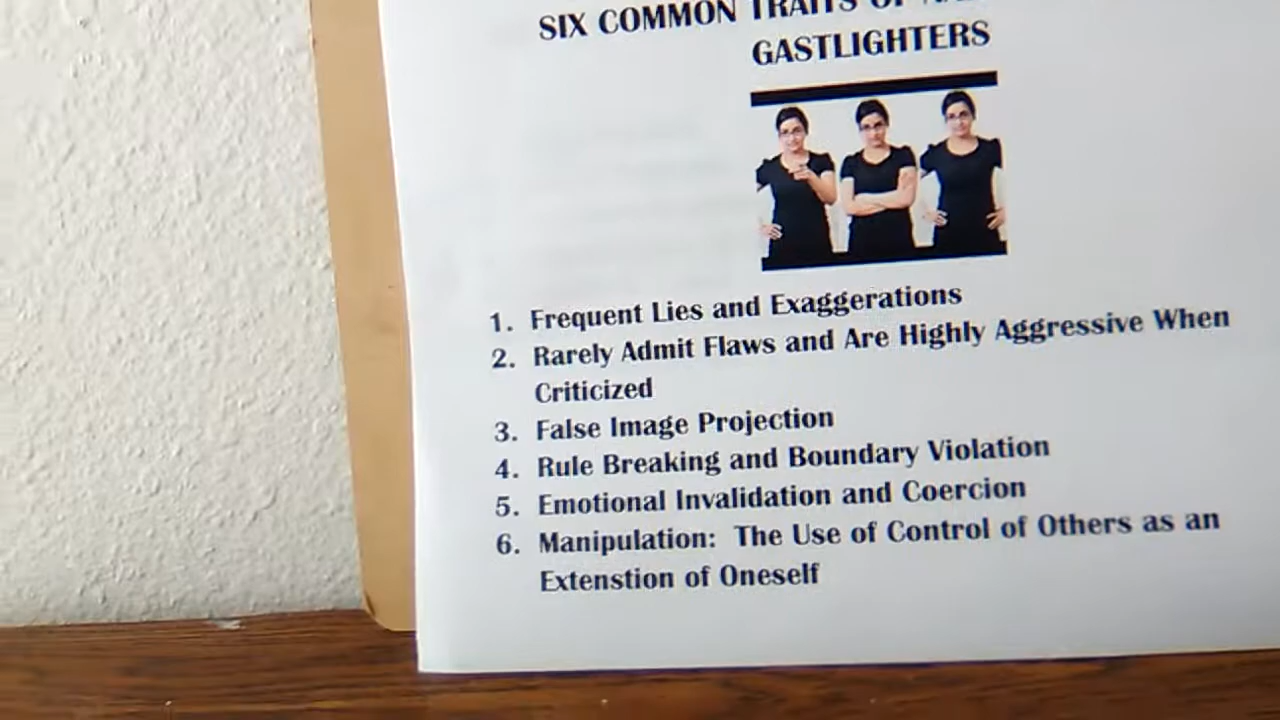 SIX COMMON TRAITS OF
GASTLIGHTERS
1. Frequent Lies and Exaggerations
2. Rarely Admit Flaws and Are Highly Aggressive When
Criticized
3. False Image Projection
4. Rule Breaking and Boundary Violation
5. Emotional Invalidation and Coercion
6. Manipulation: The Use of Control of Others as an
Extenstion of Oneself